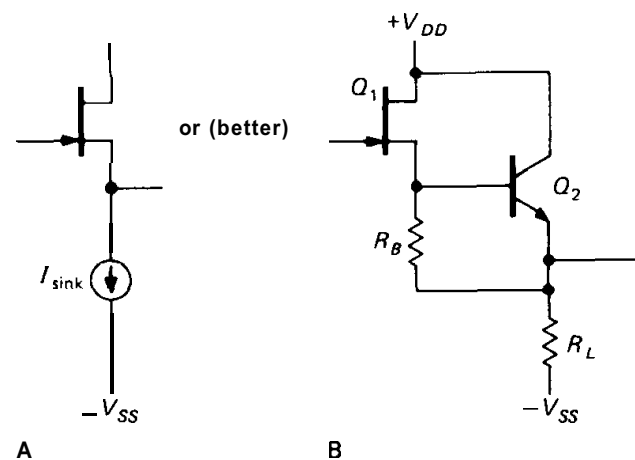 +V_DD
Q_1
or (better)
Q_2
R_B
I_sink
R_L
-V_SS
-V_SS
A
B